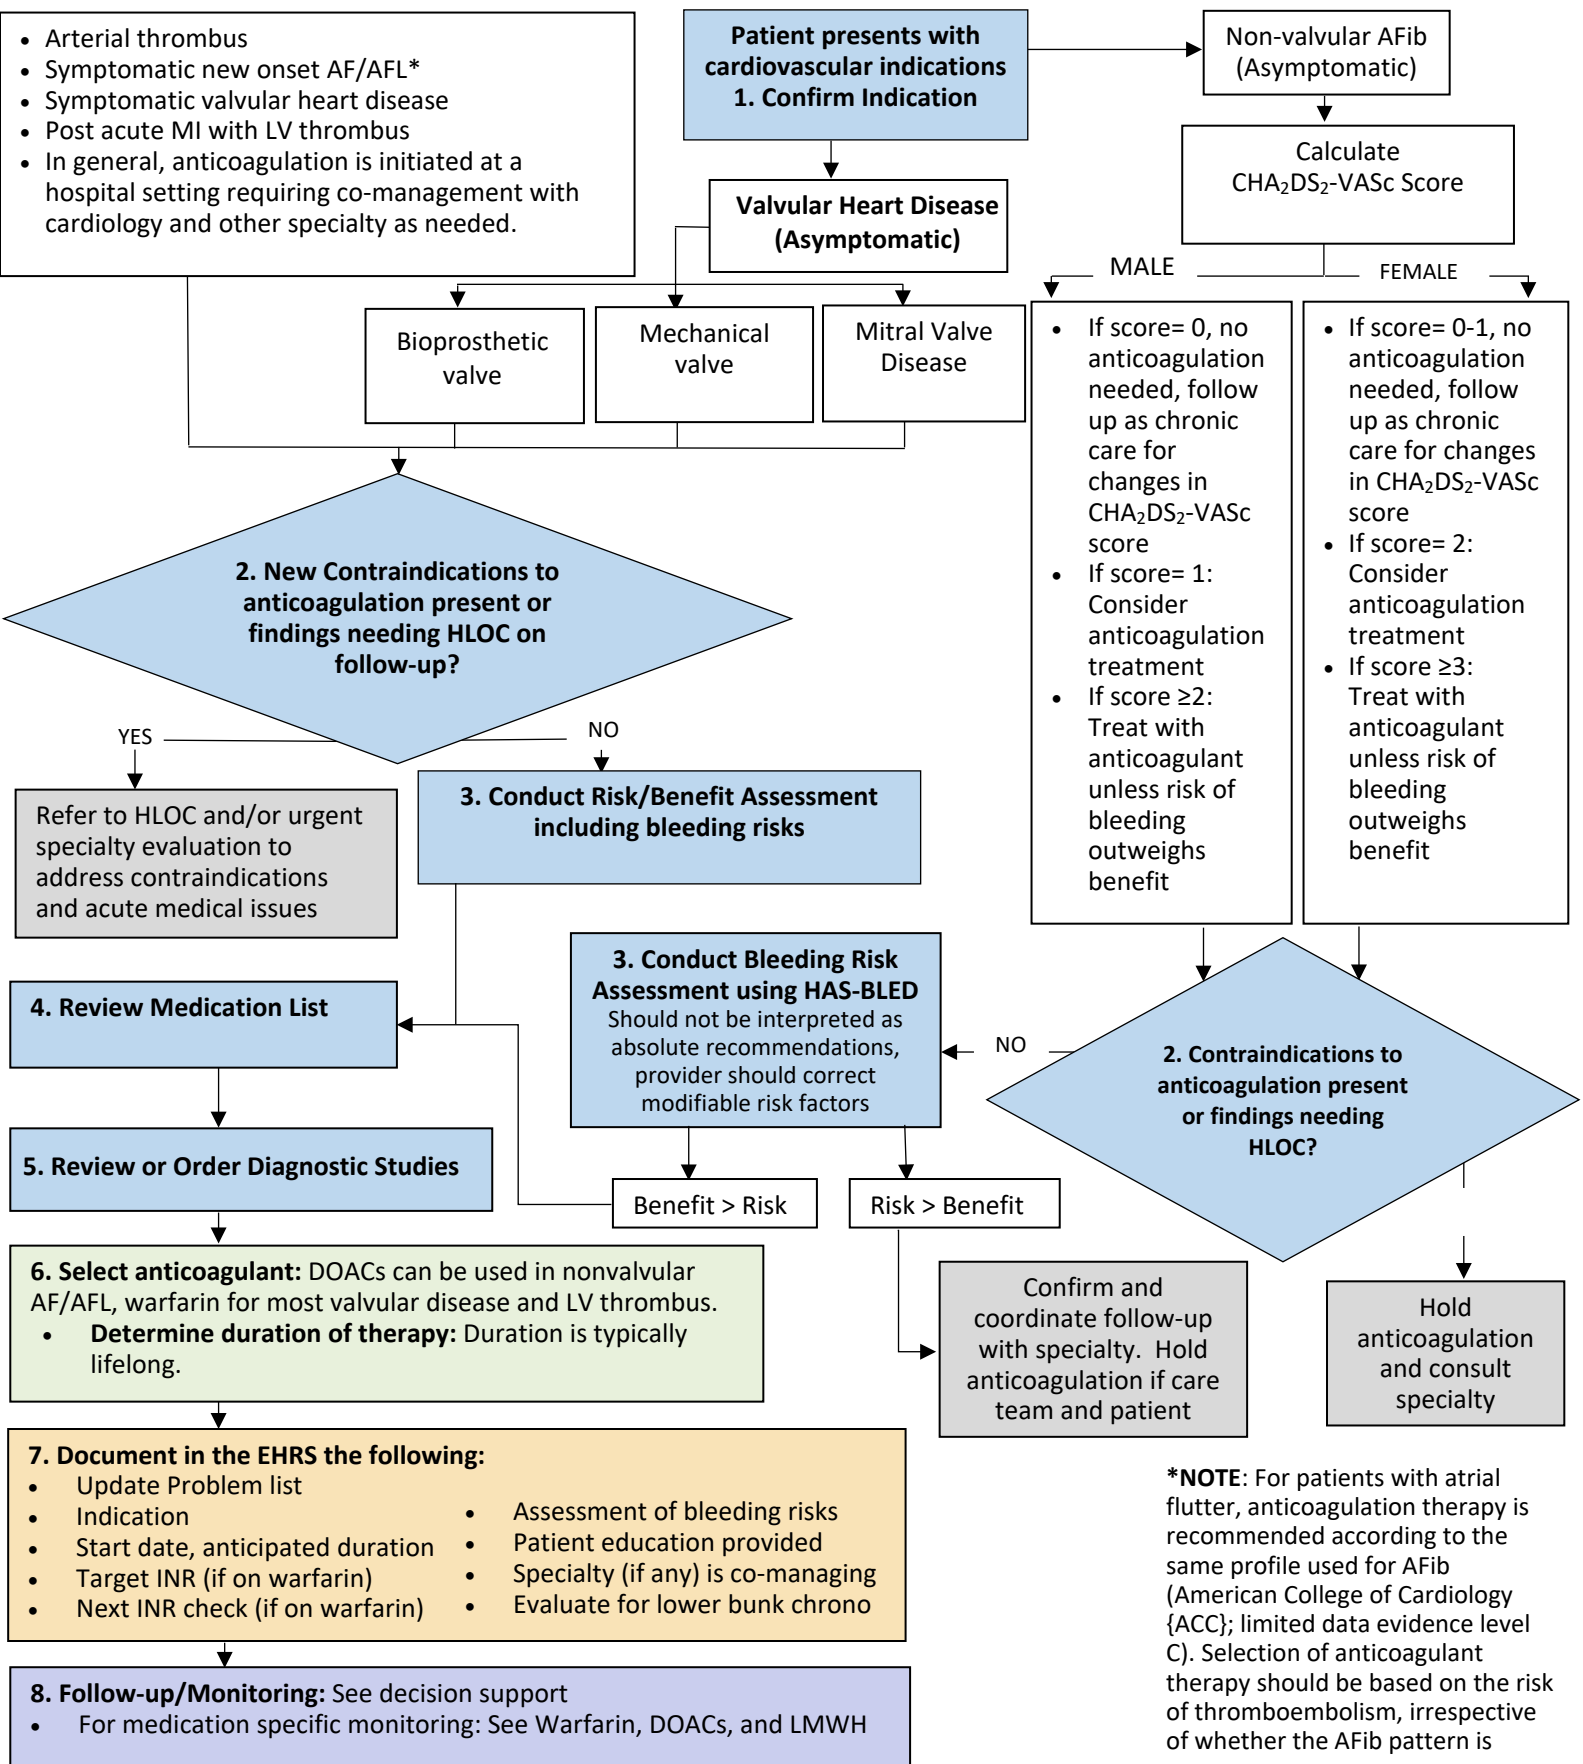 • Arterial thrombus
• Symptomatic new onset AF/AFL*
• Symptomatic valvular heart disease
• Post acute MI with LV thrombus
• In general, anticoagulation is initiated at a
hospital setting requiring co-management with
cardiology and other specialty as needed.
Patient presents with
cardiovascular indications
1. Confirm Indication
Non-valvular AFib
(Asymptomatic)
Calculate
CHA₂DS₂-VASc Score
Valvular Heart Disease
(Asymptomatic)
MALE
FEMALE
Bioprosthetic
valve
Mechanical
valve
Mitral Valve
Disease
• If score= 0, no
anticoagulation
needed, follow
up as chronic
care for
changes in
CHA₂DS₂-VASc
score
• If score= 1:
Consider
anticoagulation
treatment
• If score ≥2:
Treat with
anticoagulant
unless risk of
bleeding
outweighs
benefit
• If score= 0-1, no
anticoagulation
needed, follow
up as chronic
care for changes
in CHA₂DS₂-VASc
score
• If score= 2:
Consider
anticoagulation
treatment
• If score ≥3:
Treat with
anticoagulant
unless risk of
bleeding
outweighs
benefit
2. New Contraindications to
anticoagulation present or
findings needing HLOC on
follow-up?
YES
NO
Refer to HLOC and/or urgent
specialty evaluation to
address contraindications
and acute medical issues
3. Conduct Risk/Benefit Assessment
including bleeding risks
3. Conduct Bleeding Risk
Assessment using HAS-BLED
Should not be interpreted as
absolute recommendations,
provider should correct
modifiable risk factors
NO
2. Contraindications to
anticoagulation present
or findings needing
HLOC?
4. Review Medication List
5. Review or Order Diagnostic Studies
Benefit > Risk
Risk > Benefit
6. Select anticoagulant: DOACs can be used in nonvalvular
AF/AFL, warfarin for most valvular disease and LV thrombus.
• Determine duration of therapy: Duration is typically
lifelong.
Confirm and
coordinate follow-up
with specialty. Hold
anticoagulation if care
team and patient
Hold
anticoagulation
and consult
specialty
7. Document in the EHRS the following:
• Update Problem list
• Indication
• Start date, anticipated duration
• Target INR (if on warfarin)
• Next INR check (if on warfarin)
• Assessment of bleeding risks
• Patient education provided
• Specialty (if any) is co-managing
• Evaluate for lower bunk chrono
8. Follow-up/Monitoring: See decision support
• For medication specific monitoring: See Warfarin, DOACs, and LMWH
*NOTE: For patients with atrial
flutter, anticoagulation therapy is
recommended according to the
same profile used for AFib
(American College of Cardiology
{ACC}; limited data evidence level
C). Selection of anticoagulant
therapy should be based on the risk
of thromboembolism, irrespective
of whether the AFib pattern is